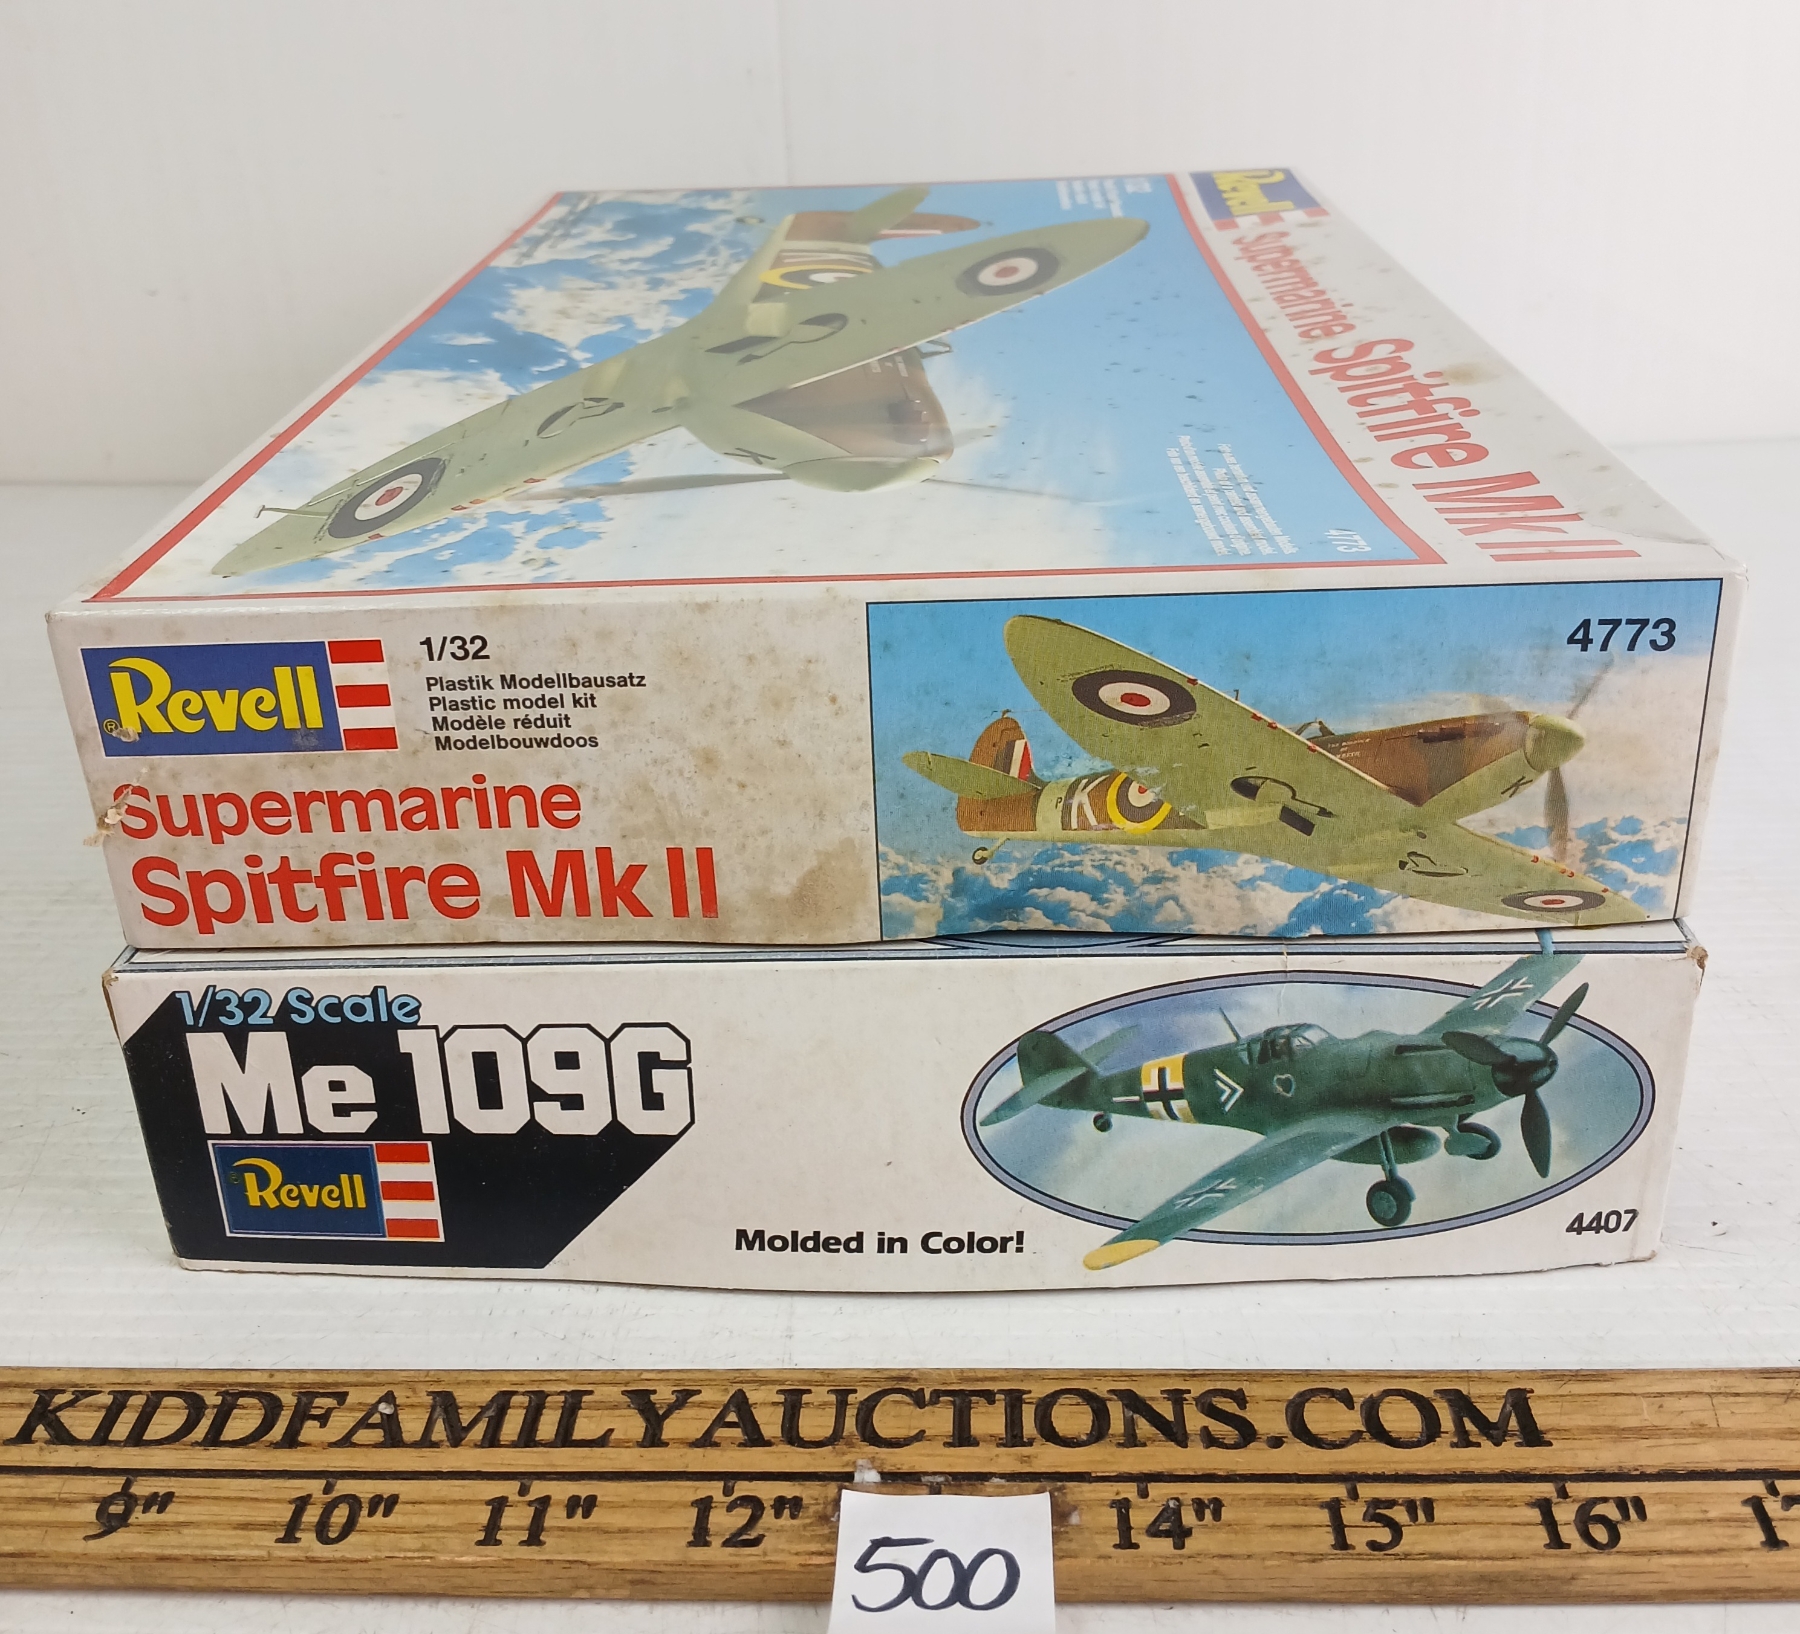 Revell
Supermarine Spitfire Mk II
4773
Revell
®
1/32
Plastik Modellbausatz
Plastic model kit
Modèle réduit
Modelbouwdoos
Supermarine
Spitfire Mk II
4773
K
K
1/32 Scale
Me 109G
Revell
Molded in Color!
4407
KIDDFAMILYAUCTIONS.COM
9" 10" 11" 12" 14" 15" 16"
500